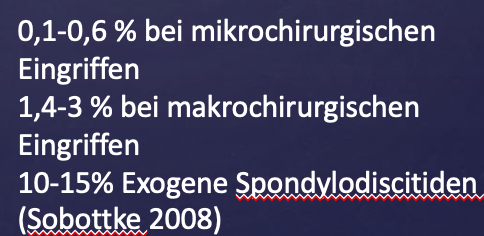 0,1-0,6 % bei mikrochirurgischen
Eingriffen
1,4-3 % bei makrochirurgischen
Eingriffen
10-15% Exogene Spondylodiscitiden
(Sobottke 2008)